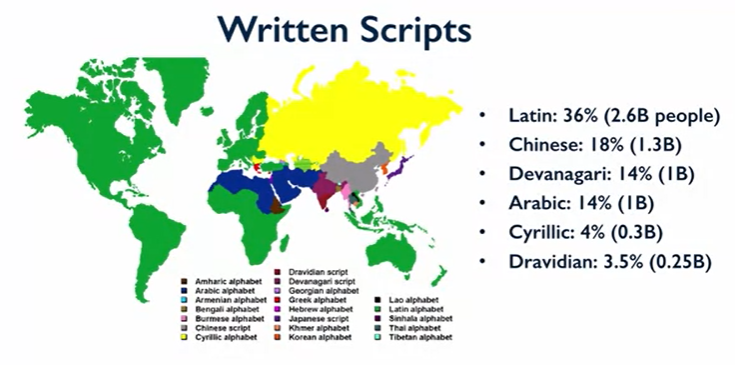 Written Scripts
• Latin: 36% (2.6B people)
• Chinese: 18% (1.3B)
• Devanagari: 14% (1B)
• Arabic: 14% (1B)
• Cyrillic: 4% (0.3B)
• Dravidian: 3.5% (0.25B)
Amharic alphabet
Arabic alphabet
Armenian alphabet
Bengali alphabet
Burmese alphabet
Chinese script
Cyrillic alphabet
Dravidian script
Devanagari script
Georgian alphabet
Greek alphabet
Hebrew alphabet
Japanese script
Khmer alphabet
Korean alphabet
Lao alphabet
Latin alphabet
Sinhala alphabet
Thai alphabet
Tibetan alphabet